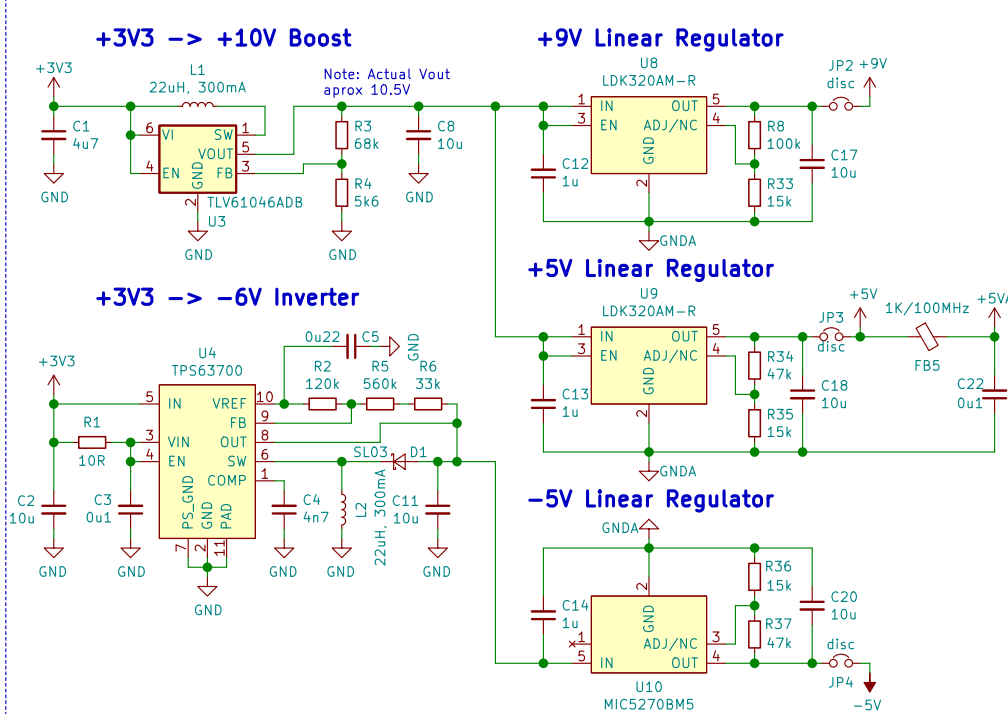 +3V3 -> +10V Boost
+3V3
L1
22uH, 300mA
Note: Actual Vout
aprox 10.5V
C1
4u7
GND
6 VI
SW 1
VOUT 5
4 EN
FB 3
GND
2
TLV61046ADB
U3
GND
R3
68k
R4
5k6
GND
C8
10u
GND
+9V Linear Regulator
U8
LDK320AM-R
1 IN
OUT 5
3 EN
ADJ/NC 4
GND
2
C12
1u
R8
100k
R33
15k
C17
10u
JP2
disc
+9V
GNDA
+5V Linear Regulator
U9
LDK320AM-R
1 IN
OUT 5
3 EN
ADJ/NC 4
GND
2
C13
1u
R34
47k
R35
15k
C18
10u
JP3
disc
+5V
1K/100MHz
FB5
+5VA
C22
0u1
GNDA
+3V3 -> -6V Inverter
+3V3
U4
TPS63700
0u22
C5
GND
R2
120k
R5
560k
R6
33k
5 IN
VREF 10
FB 9
3 VIN
OUT 8
4 EN
SW 6
COMP 1
PS_GND
GND
PAD
7
2
11
R1
10R
C2
10u
C3
0u1
C4
4n7
SL03
D1
L2
22uH, 300mA
C11
10u
GND
GND
GND
GND
GND
GND
-5V Linear Regulator
GNDA
2
GND
C14
1u
1
ADJ/NC 3
5 IN
OUT 4
U10
MIC5270BM5
R36
15k
R37
47k
C20
10u
disc
JP4
-5V